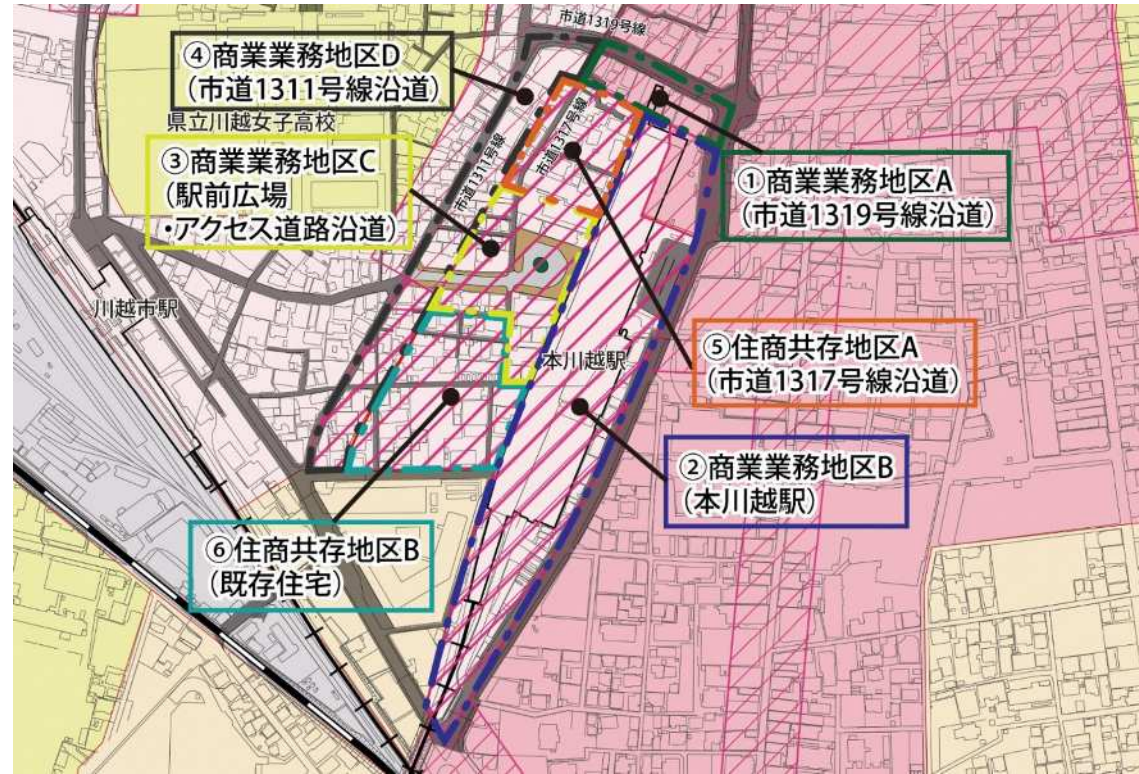 市道1319号線
④商業業務地区D
（市道1311号線沿道）
県立川越女子高校
③商業業務地区C
（駅前広場
・アクセス道路沿道）
市道1311号線
市道1317号線
①商業業務地区A
（市道1319号線沿道）
川越市駅
本川越駅
⑤住商共存地区A
（市道1317号線沿道）
②商業業務地区B
（本川越駅）
⑥住商共存地区B
（既存住宅）